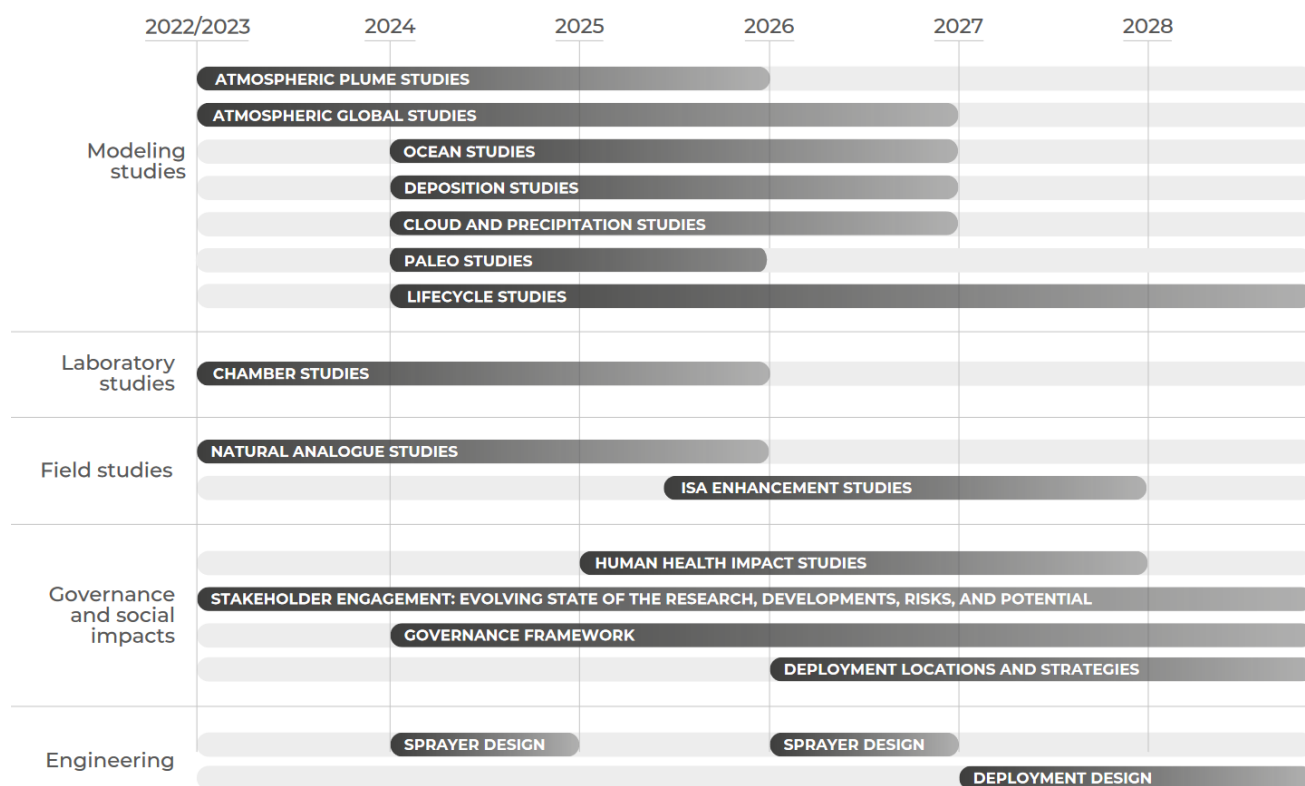 2022/2023 2024 2025 2026 2027 2028
Modeling
studies
ATMOSPHERIC PLUME STUDIES
ATMOSPHERIC GLOBAL STUDIES
OCEAN STUDIES
DEPOSITION STUDIES
CLOUD AND PRECIPITATION STUDIES
PALEO STUDIES
LIFECYCLE STUDIES
Laboratory
studies
CHAMBER STUDIES
Field studies
NATURAL ANALOGUE STUDIES
ISA ENHANCEMENT STUDIES
Governance
and social
impacts
HUMAN HEALTH IMPACT STUDIES
STAKEHOLDER ENGAGEMENT: EVOLVING STATE OF THE RESEARCH, DEVELOPMENTS, RISKS, AND POTENTIAL
GOVERNANCE FRAMEWORK
DEPLOYMENT LOCATIONS AND STRATEGIES
Engineering
SPRAYER DESIGN SPRAYER DESIGN
DEPLOYMENT DESIGN